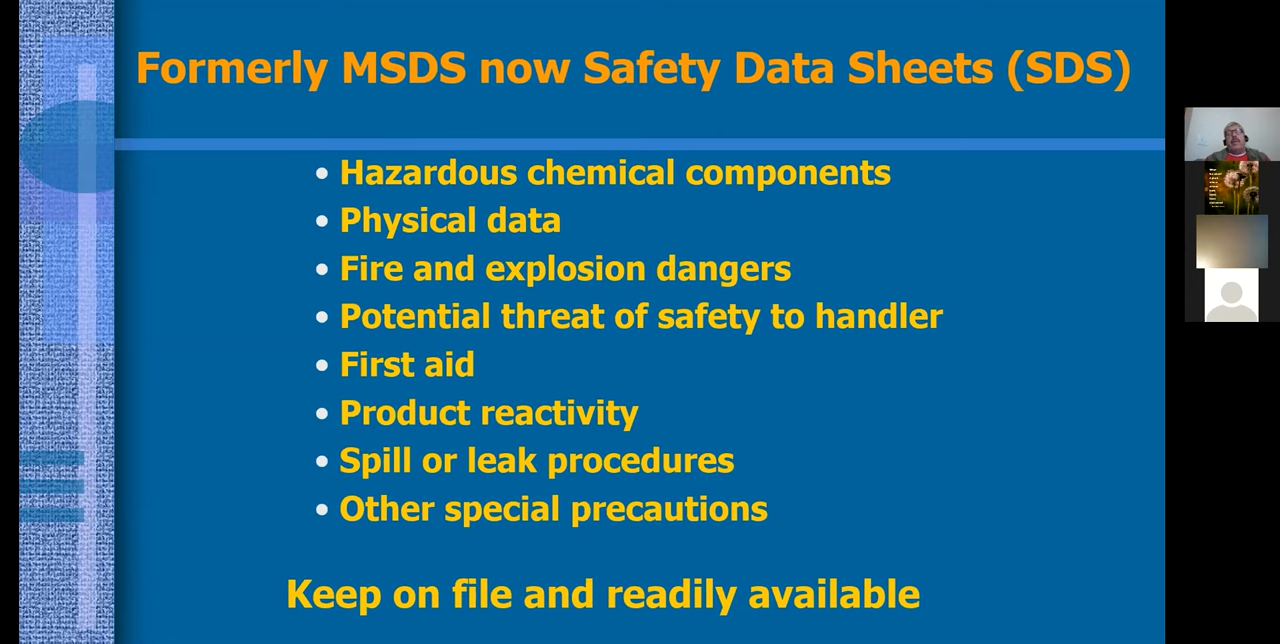 Formerly MSDS now Safety Data Sheets (SDS)
• Hazardous chemical components
• Physical data
• Fire and explosion dangers
• Potential threat of safety to handler
• First aid
• Product reactivity
• Spill or leak procedures
• Other special precautions
Keep on file and readily available